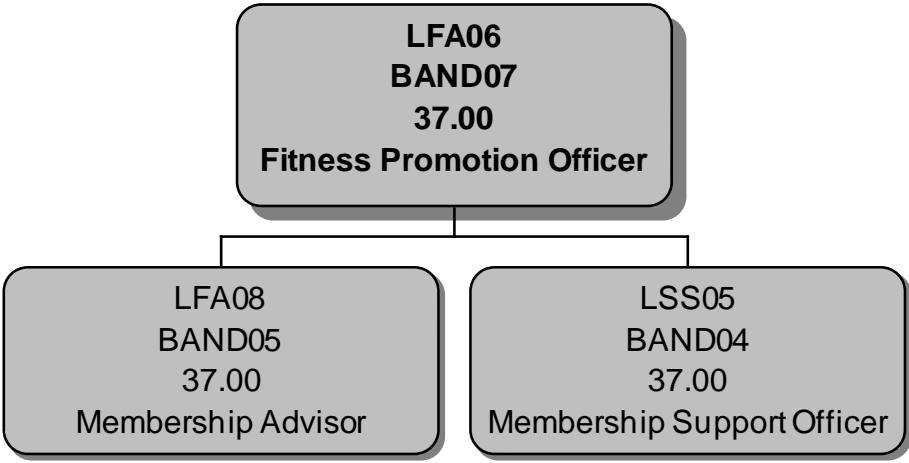 LFA06
BAND07
37.00
Fitness Promotion Officer
LFA08
BAND05
37.00
Membership Advisor
LSS05
BAND04
37.00
Membership Support Officer